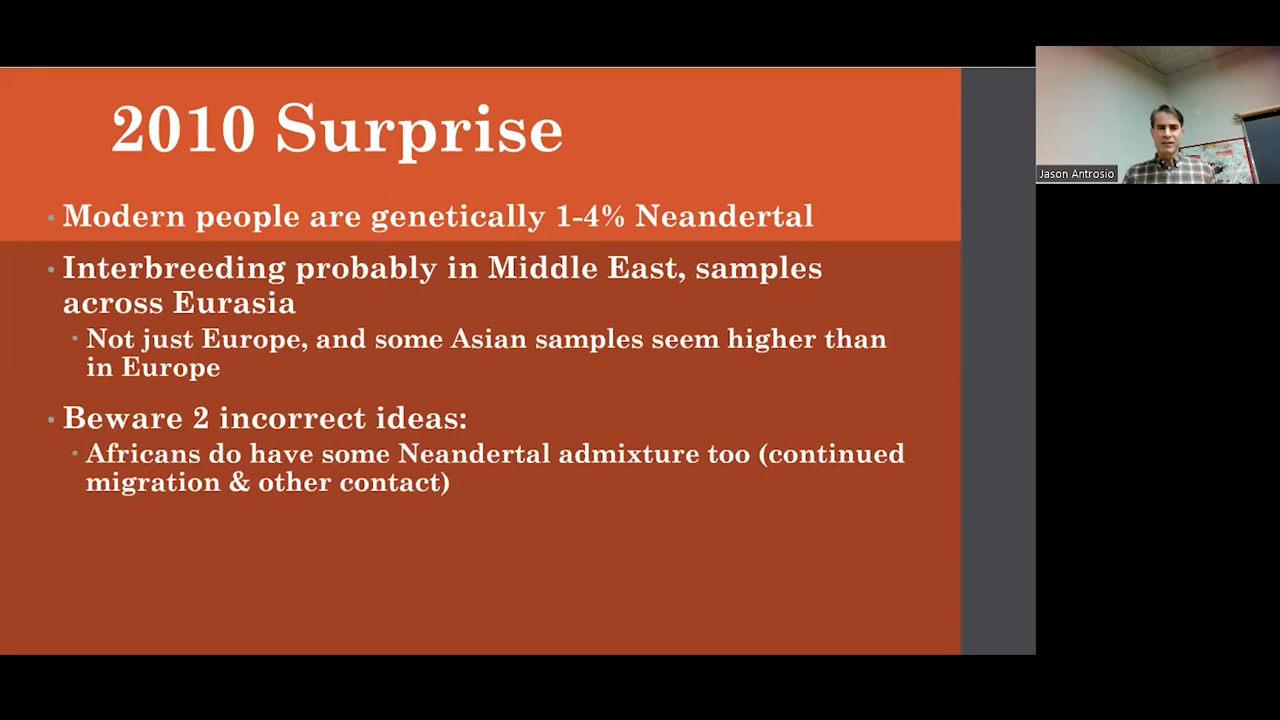 2010 Surprise
• Modern people are genetically 1-4% Neandertal
• Interbreeding probably in Middle East, samples
across Eurasia
• Not just Europe, and some Asian samples seem higher than
in Europe
• Beware 2 incorrect ideas:
• Africans do have some Neandertal admixture too (continued
migration & other contact)
Jason Antrosio